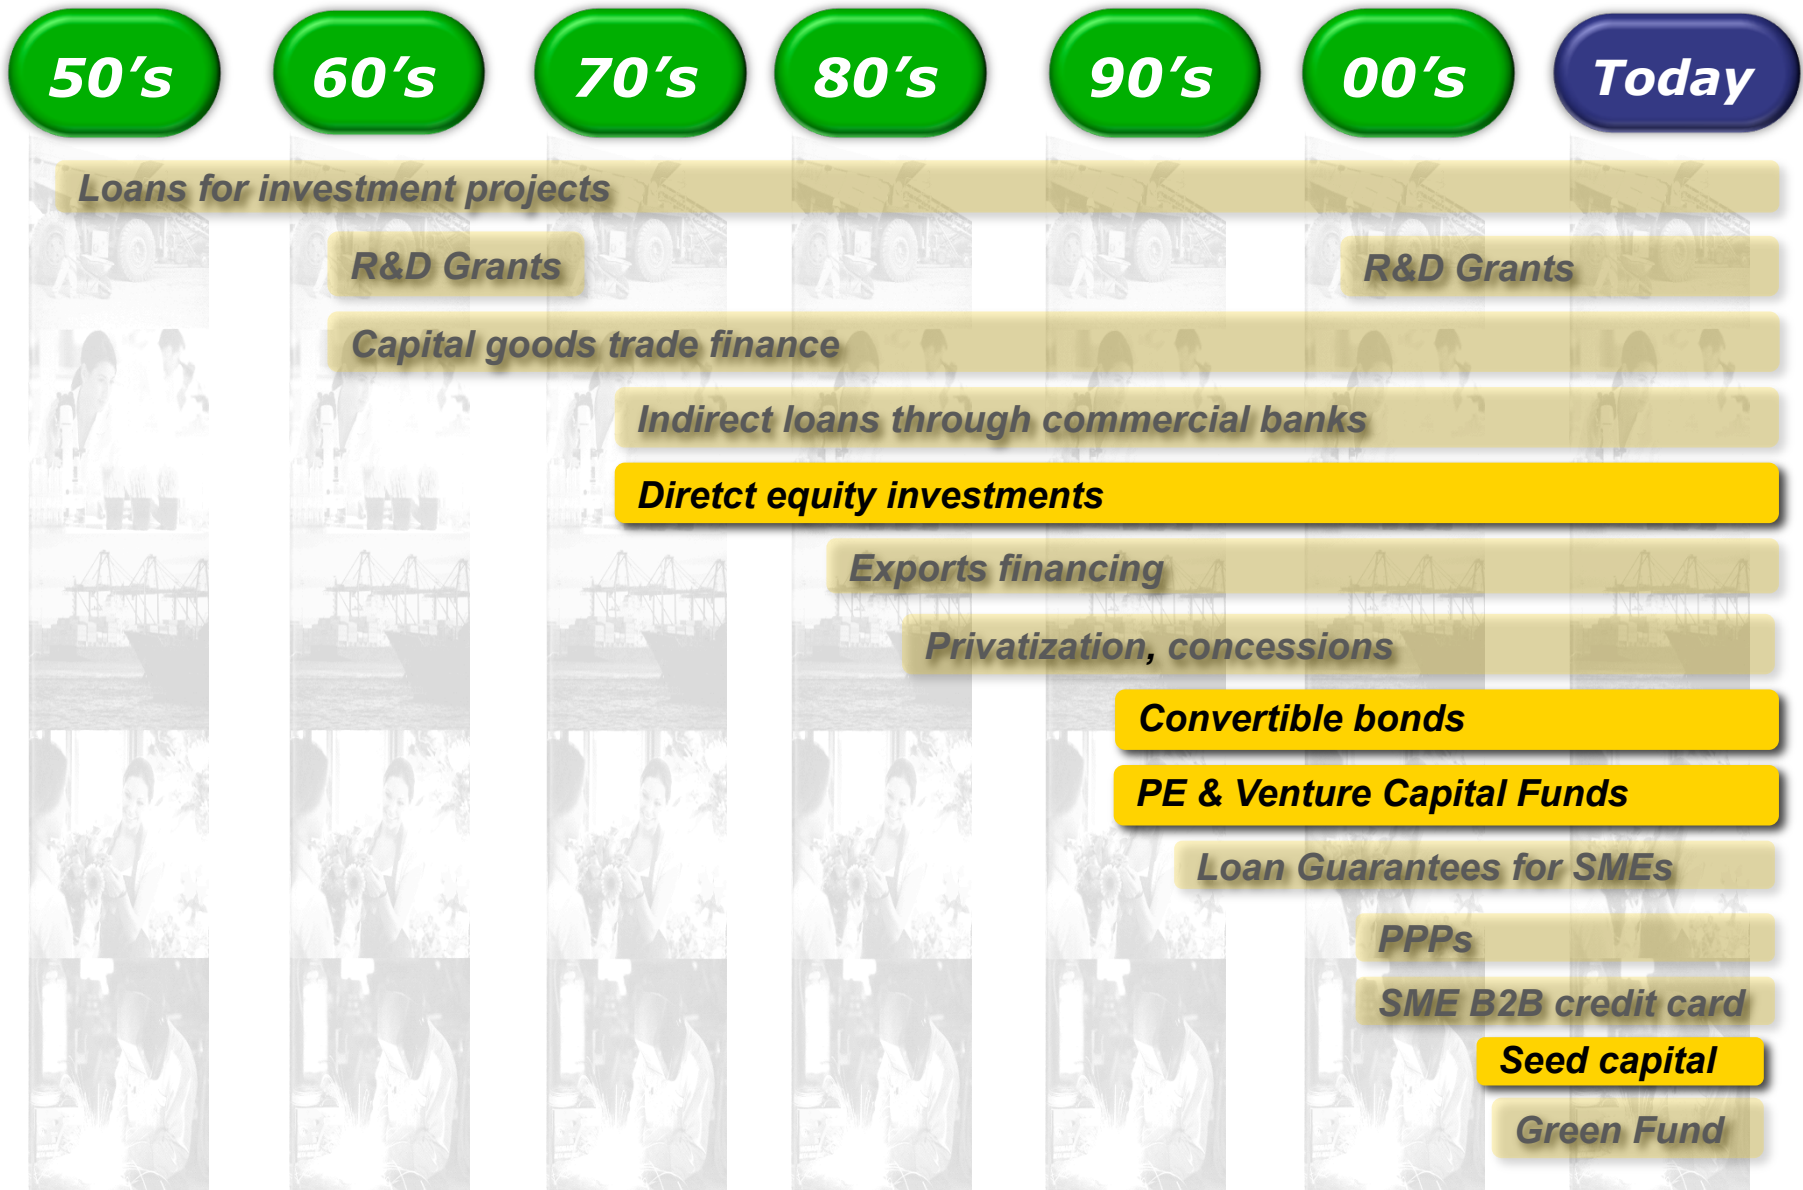 50's 60's 70's 80's 90's 00's Today
Loans for investment projects
R&D Grants R&D Grants
Capital goods trade finance
Indirect loans through commercial banks
Diretct equity investments
Exports financing
Privatization, concessions
Convertible bonds
PE & Venture Capital Funds
Loan Guarantees for SMEs
PPPs
SME B2B credit card
Seed capital
Green Fund